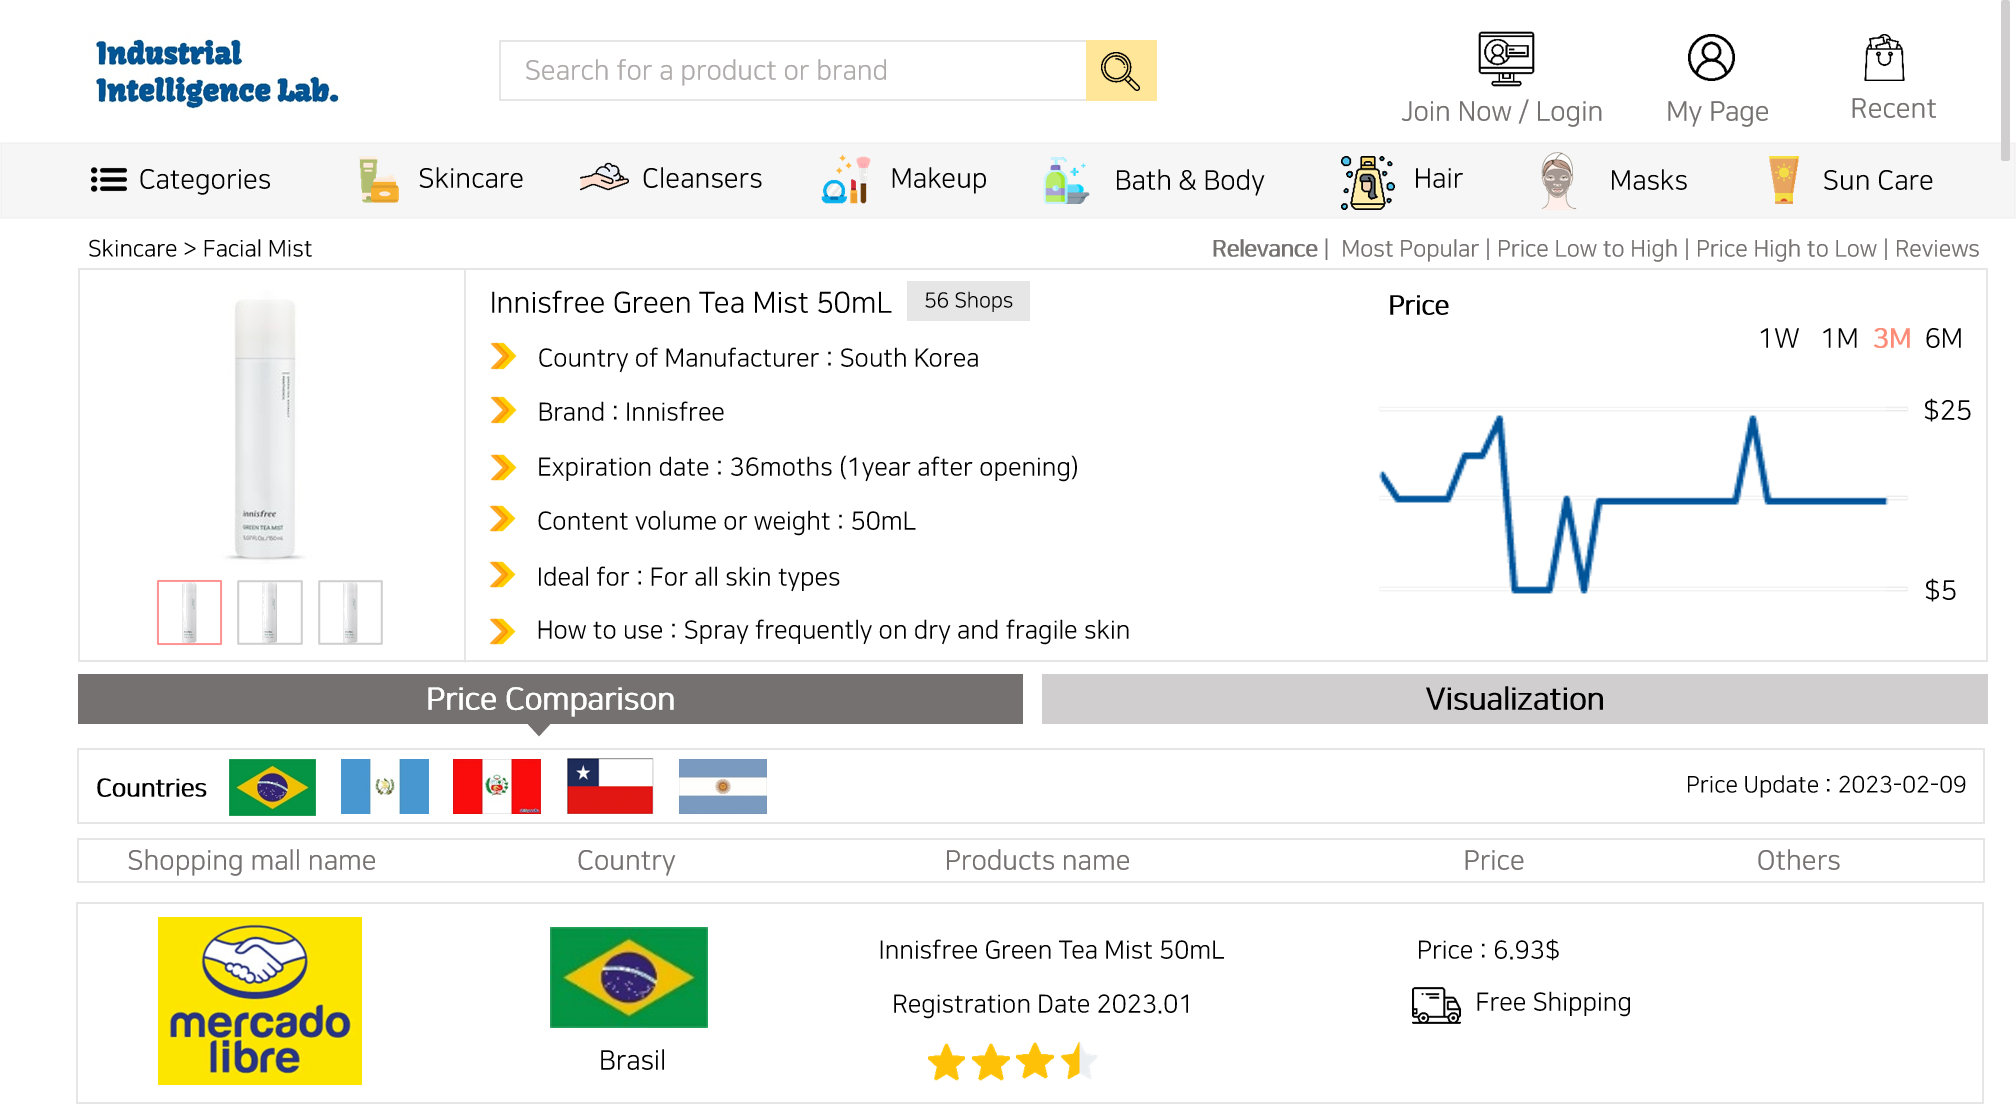 Industrial
Intelligence Lab.
Search for a product or brand
Join Now / Login
My Page
Recent
Categories
Skincare
Cleansers
Makeup
Bath & Body
Hair
Masks
Sun Care
Skincare > Facial Mist
Relevance | Most Popular | Price Low to High | Price High to Low | Reviews
innisfree
GREEN TEA MIST
Innisfree Green Tea Mist 50mL
56 Shops
Country of Manufacturer : South Korea
Brand : Innisfree
Expiration date : 36moths (1year after opening)
Content volume or weight : 50mL
Ideal for : For all skin types
How to use : Spray frequently on dry and fragile skin
Price
1W 1M 3M 6M
$25
$5
Price Comparison
Visualization
Countries
Price Update : 2023-02-09
Shopping mall name
Country
Products name
Price
Others
mercado
libre
Brasil
Innisfree Green Tea Mist 50mL
Registration Date 2023.01
Price : 6.93$
Free Shipping